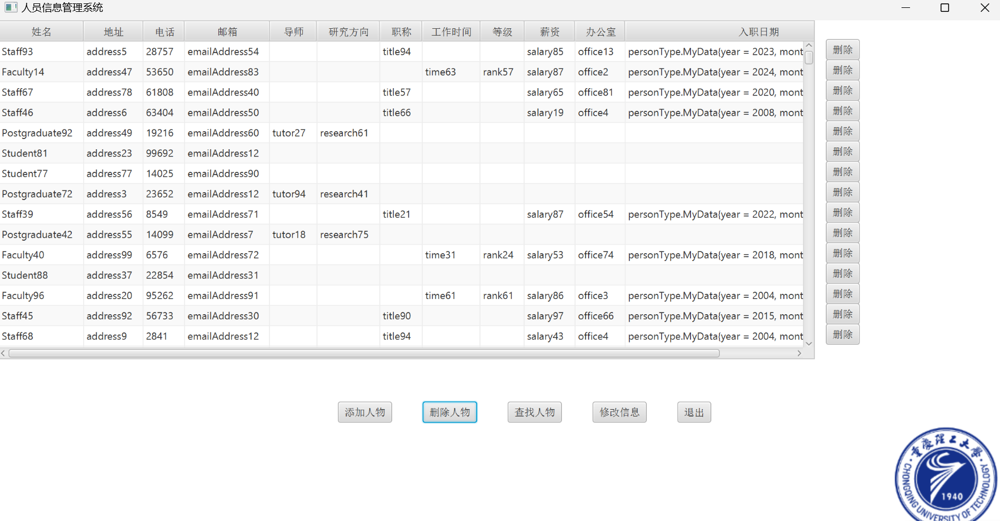 人员信息管理系统
姓名 地址 电话 邮箱 导师 研究方向 职称 工作时间 等级 薪资 办公室 入职日期
Staff93 address5 28757 emailAddress54 title94 salary85 office13 personType.MyData{year = 2023, mont 删除
Faculty14 address47 53650 emailAddress83 time63 rank57 salary87 office2 personType.MyData{year = 2024, mont 删除
Staff67 address78 61808 emailAddress40 title57 salary65 office81 personType.MyData{year = 2020, mont 删除
Staff46 address6 63404 emailAddress50 title66 salary19 office4 personType.MyData{year = 2008, mont 删除
Postgraduate92 address49 19216 emailAddress60 tutor27 research61 删除
Student81 address23 99692 emailAddress12 删除
Student77 address77 14025 emailAddress90 删除
Postgraduate72 address3 23652 emailAddress12 tutor94 research41 删除
Staff39 address56 8549 emailAddress71 title21 salary87 office54 personType.MyData{year = 2022, mont 删除
Postgraduate42 address55 14099 emailAddress7 tutor18 research75 删除
Faculty40 address99 6576 emailAddress72 time31 rank24 salary53 office74 personType.MyData{year = 2018, mont 删除
Student88 address37 22854 emailAddress31 删除
Faculty96 address20 95262 emailAddress91 time61 rank61 salary86 office3 personType.MyData{year = 2004, mont 删除
Staff45 address92 56733 emailAddress30 title90 salary97 office66 personType.MyData{year = 2015, mont 删除
Staff68 address9 2841 emailAddress12 title94 salary43 office4 personType.MyData{year = 2004, mont 删除
添加人物 删除人物 查找人物 修改信息 退出
重庆理工大学
1940
CHONGQING UNIVERSITY OF TECHNOLOGY